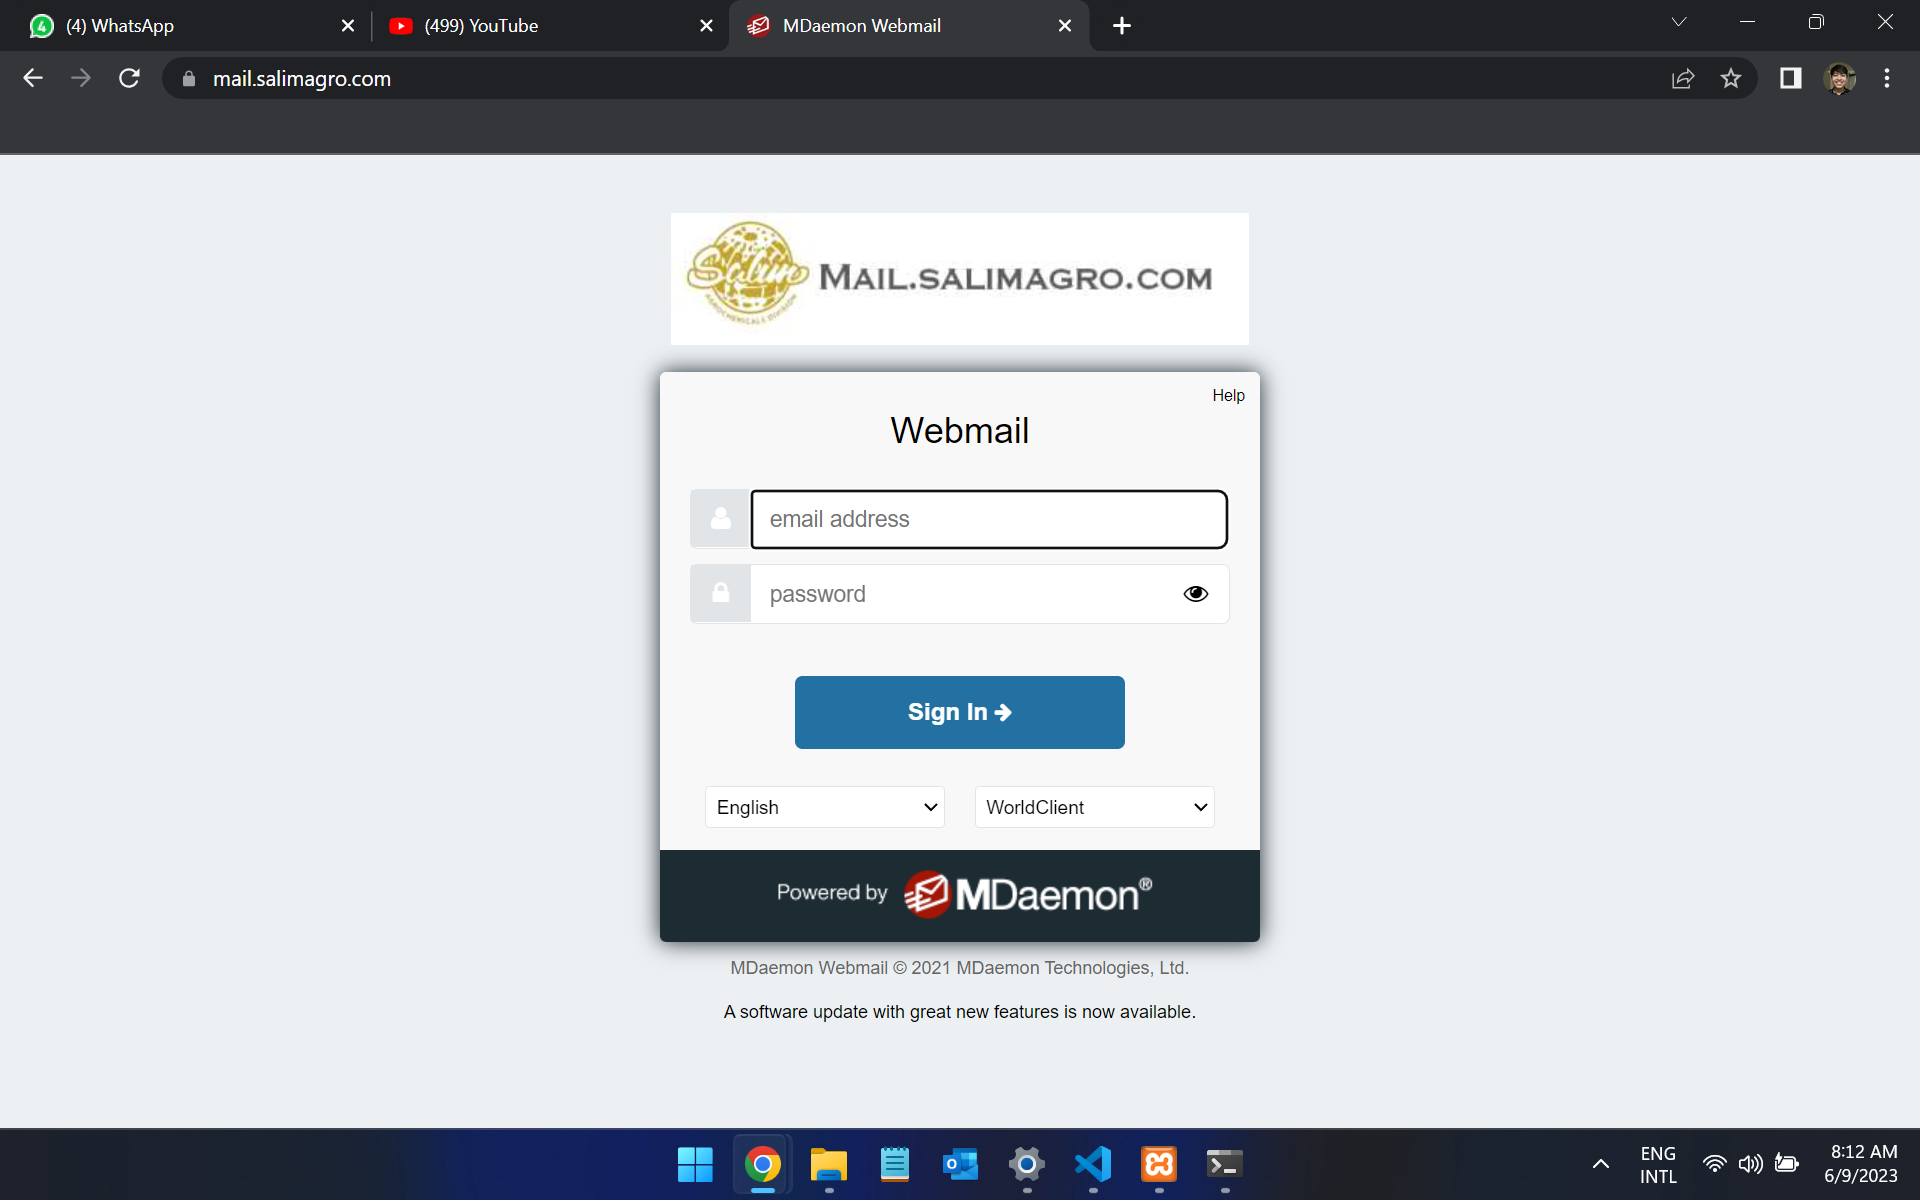 (4) WhatsApp
(499) YouTube
MDaemon Webmail
mail.salimagro.com
Salim
AGROCHEMICALS DIVISION
MAIL.SALIMAGRO.COM
Help
Webmail
email address
password
Sign In
English
WorldClient
Powered by MDaemon®
MDaemon Webmail © 2021 MDaemon Technologies, Ltd.
A software update with great new features is now available.
ENG
INTL
8:12 AM
6/9/2023